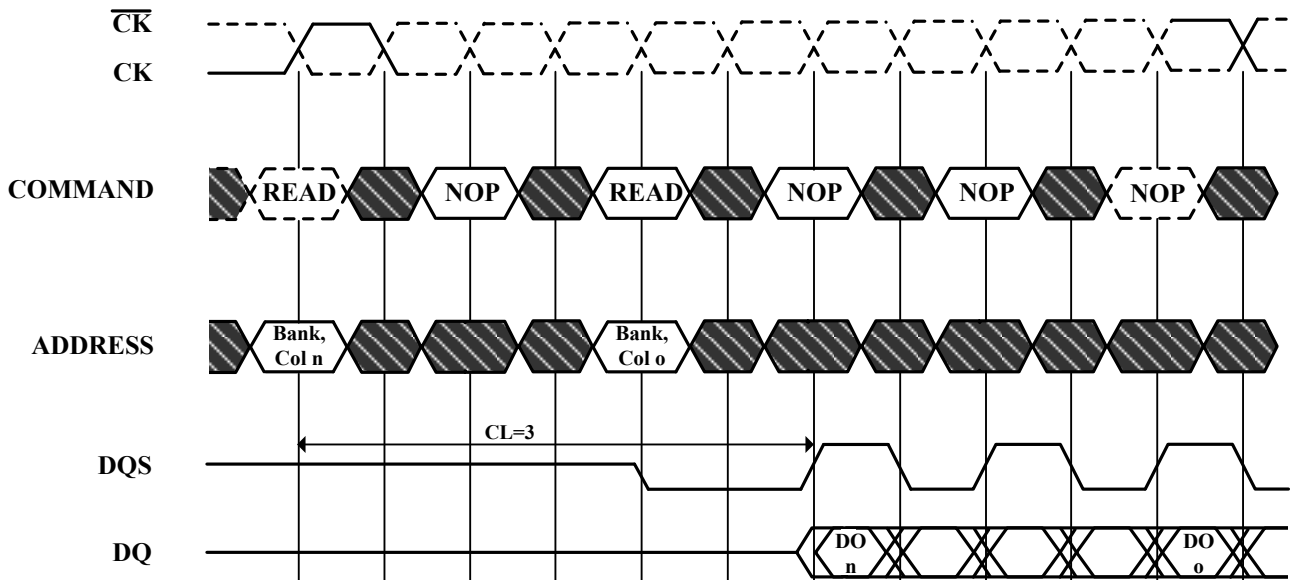 CK
CK
COMMAND
READ NOP READ NOP NOP NOP
ADDRESS
Bank,
Col n
Bank,
Col o
CL=3
DQS
DQ
DO
n
DO
o